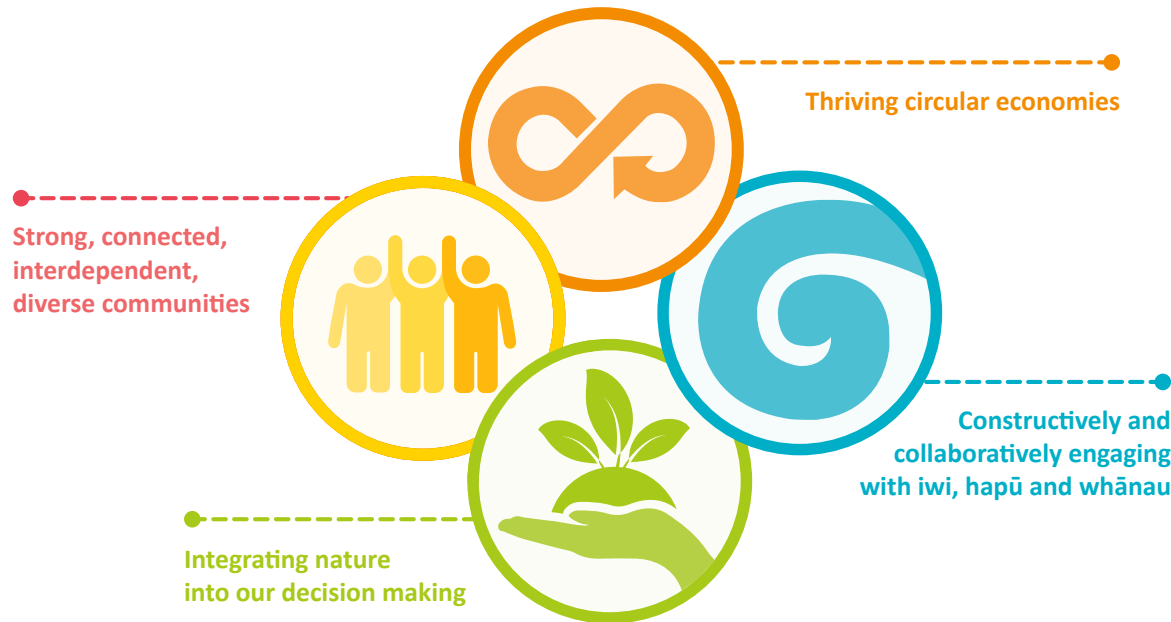 Thriving circular economies
Strong, connected,
interdependent,
diverse communities
Constructively and
collaboratively engaging
with iwi, hapū and whānau
Integrating nature
into our decision making